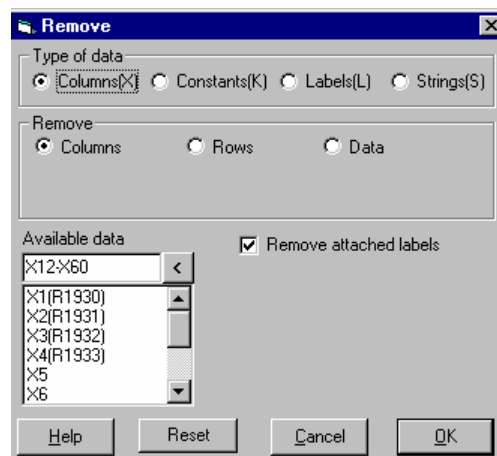 Remove
Type of data
Columns(X) Constants(K) Labels(L) Strings(S)
Remove
Columns Rows Data
Available data
Remove attached labels
X12-X60 <
X1(R1930)
X2(R1931)
X3(R1932)
X4(R1933)
X5
X6
Help Reset Cancel OK